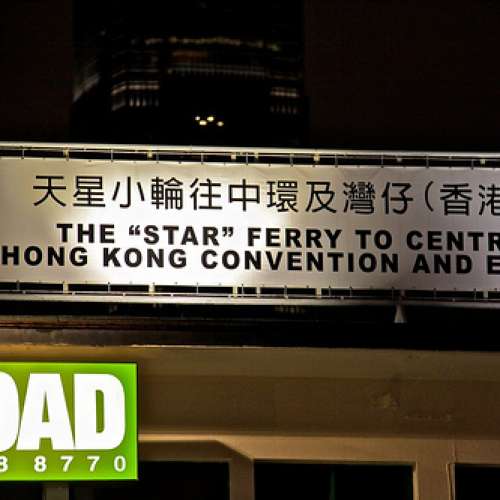 天星小輪往中環及灣仔(香港
THE "STAR" FERRY TO CENTR
HONG KONG CONVENTION AND E
OAD
8 8770